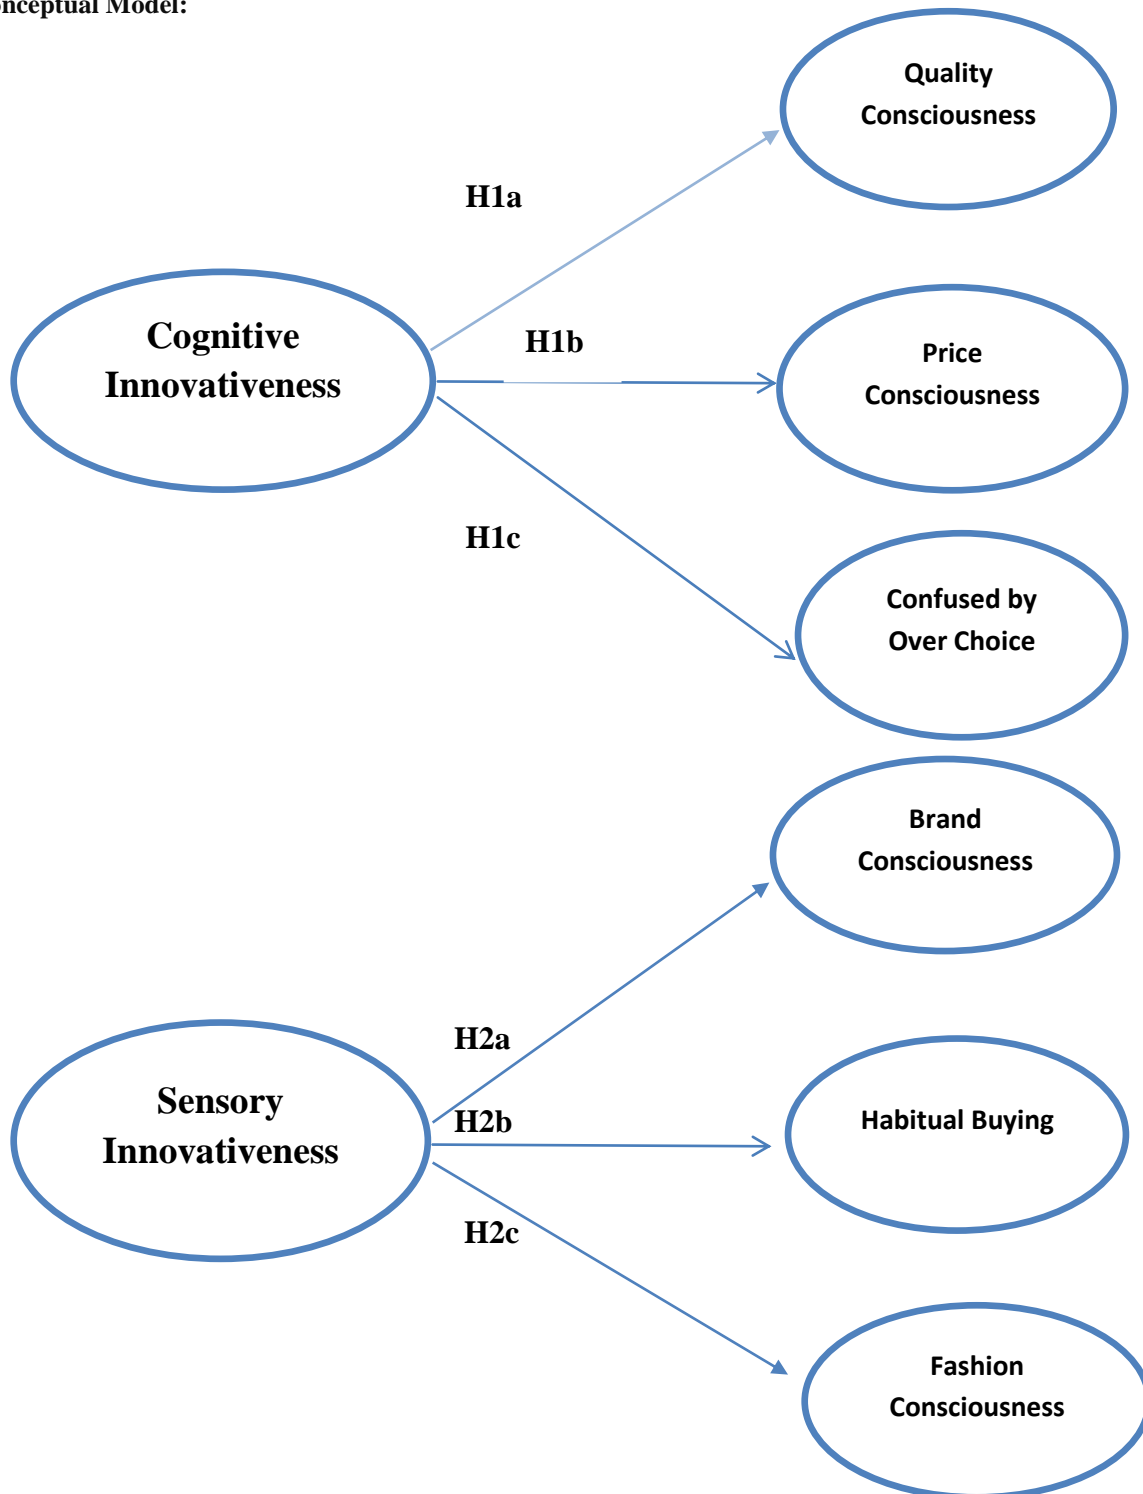 onceptual Model:
Quality
Consciousness
H1a
Cognitive
Innovativeness
H1b
Price
Consciousness
H1c
Confused by
Over Choice
Brand
Consciousness
H2a
Sensory
Innovativeness
H2b
Habitual Buying
H2c
Fashion
Consciousness